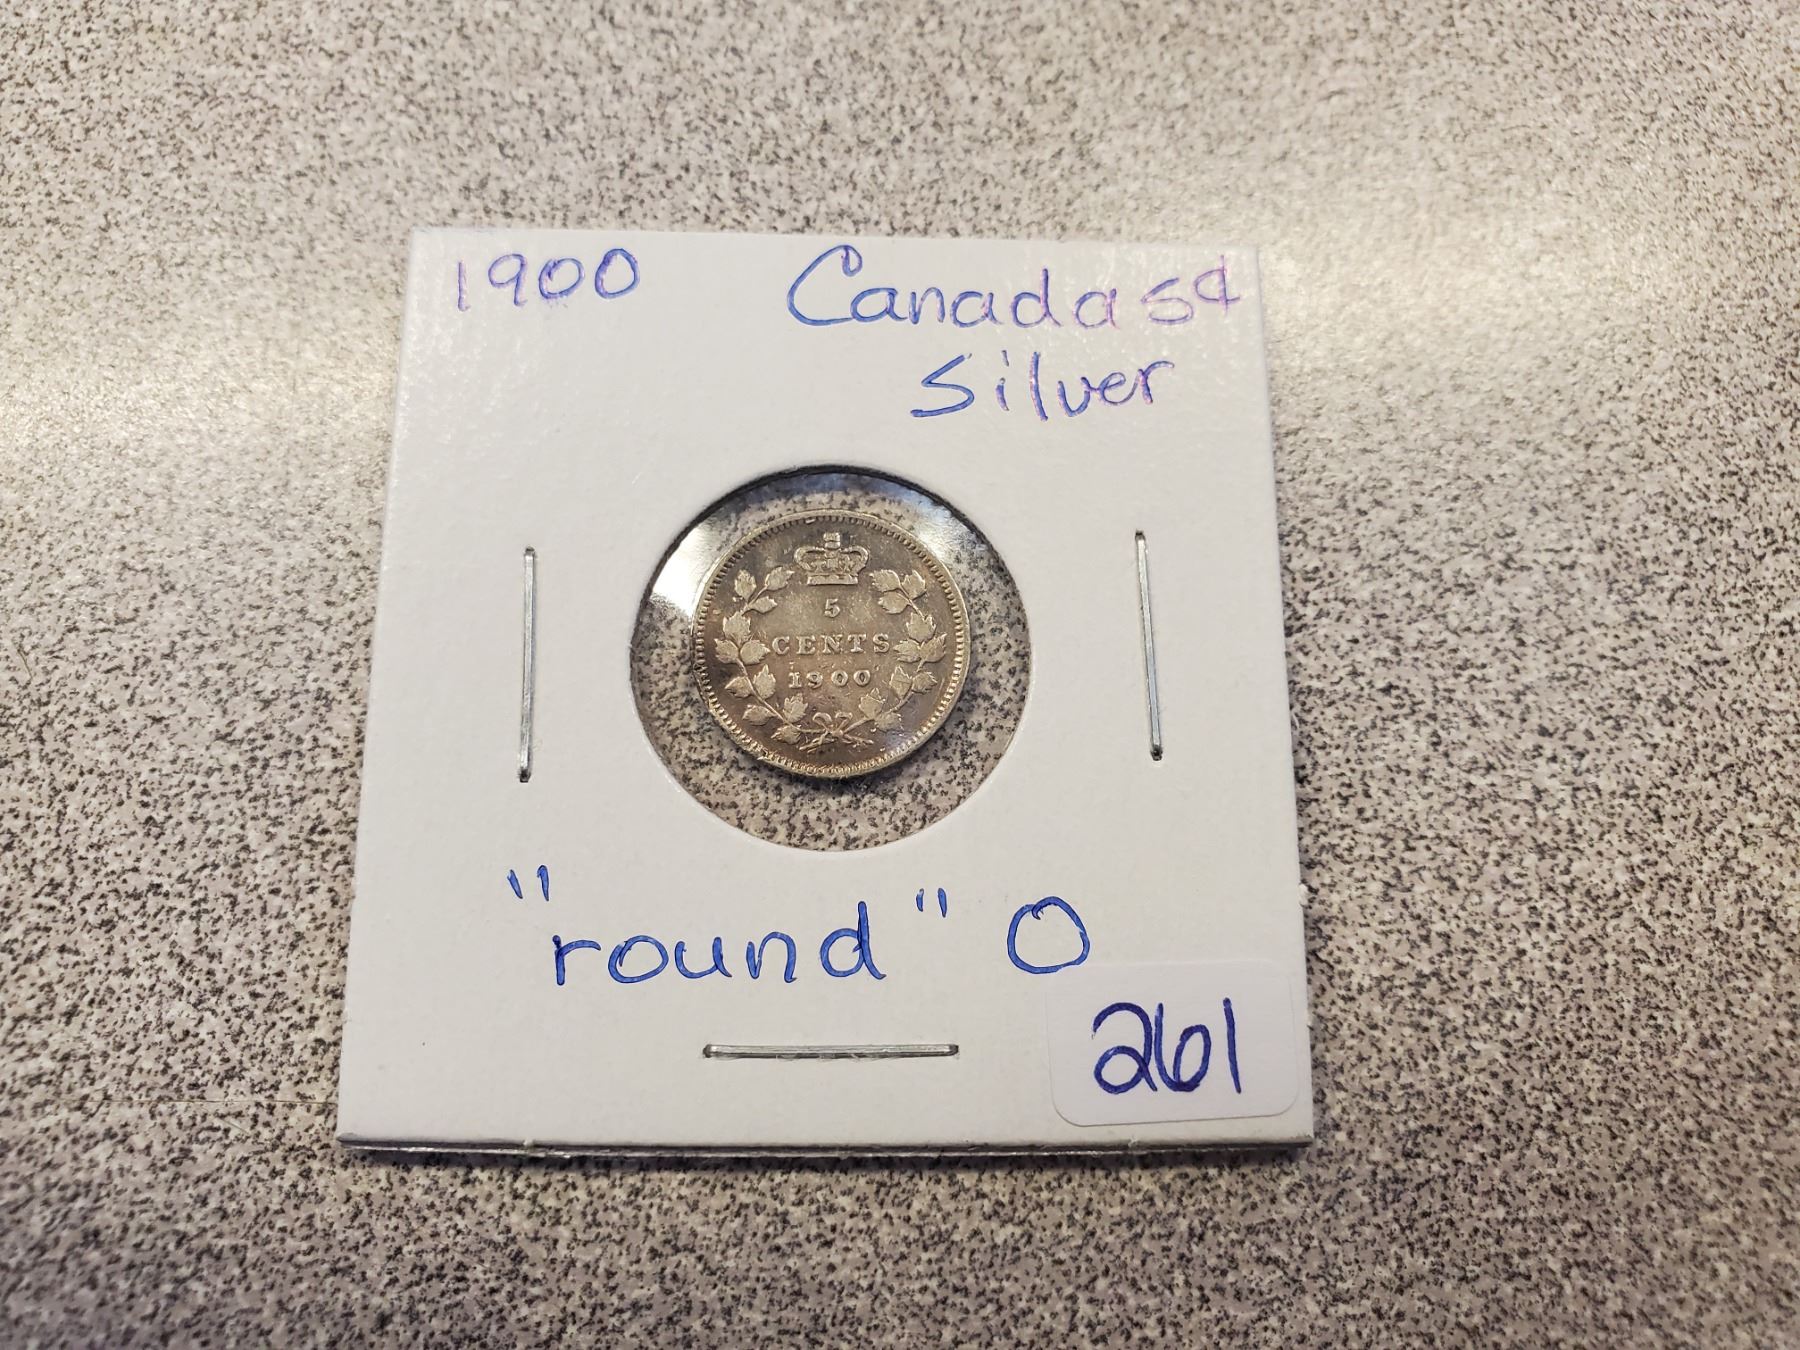 1900 Canada 5¢
Silver
5
CENTS
1900
"round" O
261